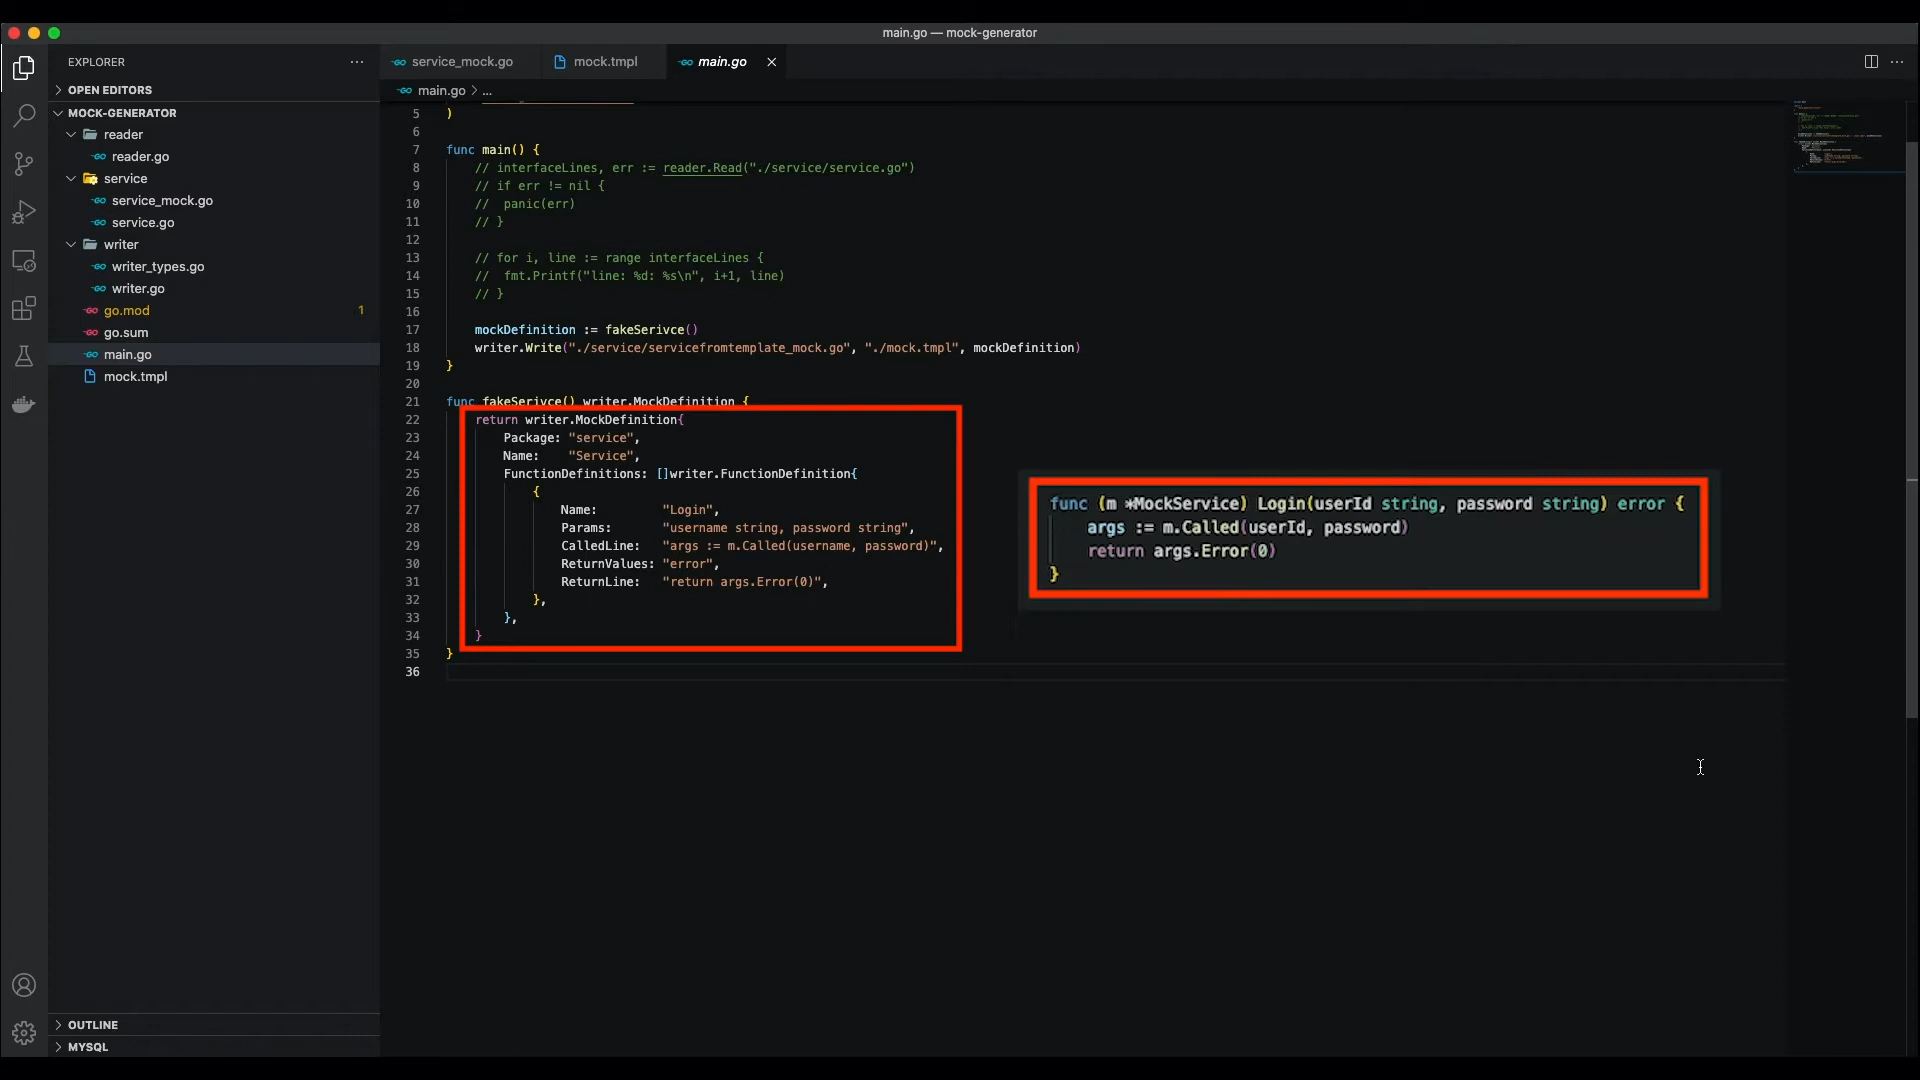 main.go — mock-generator
EXPLORER
service_mock.go
mock.tmpl
main.go
OPEN EDITORS
main.go > ...
MOCK-GENERATOR
reader
reader.go
service
service_mock.go
service.go
writer
writer_types.go
writer.go
go.mod 1
go.sum
main.go
mock.tmpl
OUTLINE
MYSQL
5 )
6
7 func main() {
8 // interfaceLines, err := reader.Read("./service/service.go")
9 // if err != nil {
10 // panic(err)
11 // }
12
13 // for i, line := range interfaceLines {
14 // fmt.Printf("line: %d: %s\n", i+1, line)
15 // }
16
17 mockDefinition := fakeSerivce()
18 writer.Write("./service/servicefromtemplate_mock.go", "./mock.tmpl", mockDefinition)
19 }
20
21 func fakeSerivce() writer.MockDefinition {
22 return writer.MockDefinition{
23 Package: "service",
24 Name: "Service",
25 FunctionDefinitions: []writer.FunctionDefinition{
26 {
27 Name: "Login",
28 Params: "username string, password string",
29 CalledLine: "args := m.Called(username, password)",
30 ReturnValues: "error",
31 ReturnLine: "return args.Error(0)",
32 },
33 },
34 }
35 }
36
func (m *MockService) Login(userId string, password string) error {
args := m.Called(userId, password)
return args.Error(0)
}